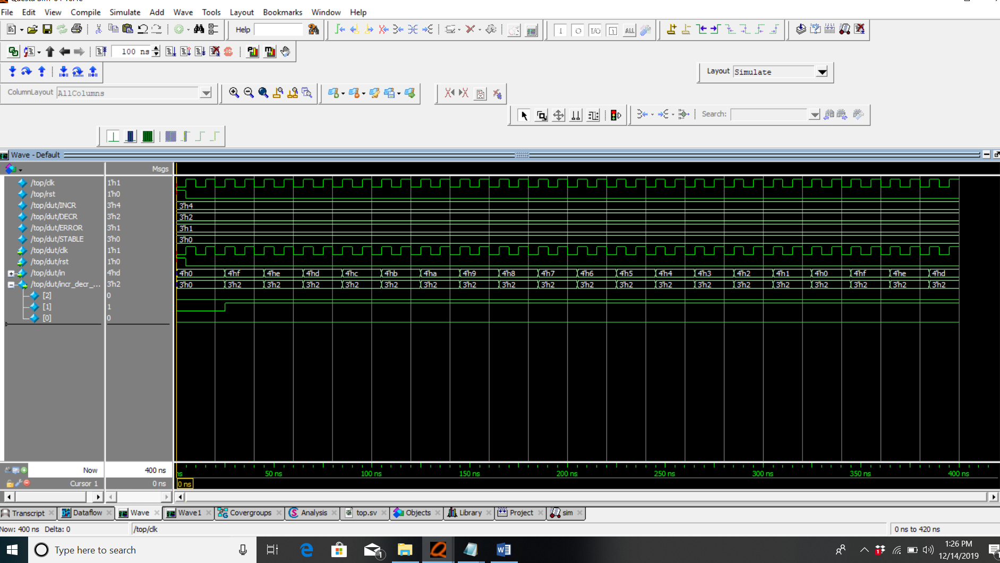 File Edit View Compile Simulate Add Wave Tools Layout Bookmarks Window Help
Help
100 ns
Layout Simulate
ColumnLayout AllColumns
Search:
Wave - Default
Msgs
/top/clk 1'h1
/top/rst 1'h0
/top/dut/INCR 3'h4 3'h4
/top/dut/DECR 3'h2 3'h2
/top/dut/ERROR 3'h1 3'h1
/top/dut/STABLE 3'h0 3'h0
/top/dut/clk 1'h1
/top/dut/rst 1'h0
/top/dut/in 4'hd 4'h0 4'hf 4'he 4'hd 4'hc 4'hb 4'ha 4'h9 4'h8 4'h7 4'h6 4'h5 4'h4 4'h3 4'h2 4'h1 4'h0 4'hf 4'he 4'hd
/top/dut/incr_decr_... 3'h2 3'h0 3'h2 3'h2 3'h2 3'h2 3'h2 3'h2 3'h2 3'h2 3'h2 3'h2 3'h2 3'h2 3'h2 3'h2 3'h2 3'h2 3'h2 3'h2 3'h2
[2] 0
[1] 1
[0] 0
Now 400 ns ns 50 ns 100 ns 150 ns 200 ns 250 ns 300 ns 350 ns 400 ns
Cursor 1 0 ns 0 ns
Transcript Dataflow Wave Wave1 Covergroups Analysis top.sv Objects Library Project sim
Now: 400 ns Delta: 0 /top/clk 0 ns to 420 ns
Type here to search
1:26 PM
12/14/2019